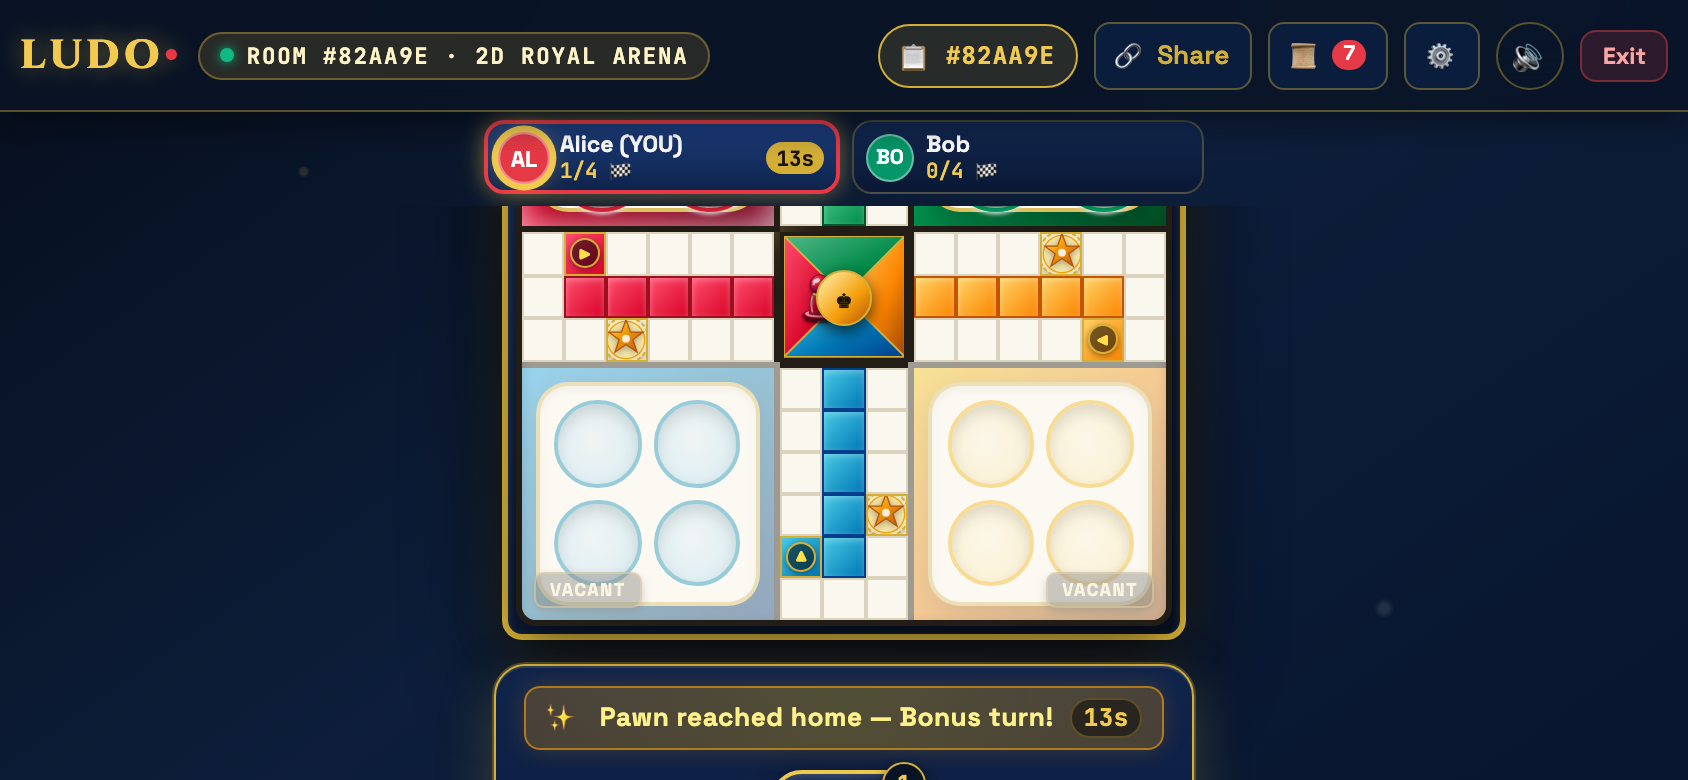 LUDO
ROOM #82AA9E · 2D ROYAL ARENA
#82AA9E
Share
7
Exit
AL
Alice (YOU)
1/4
13s
BO
Bob
0/4
VACANT
VACANT
Pawn reached home — Bonus turn!
13s